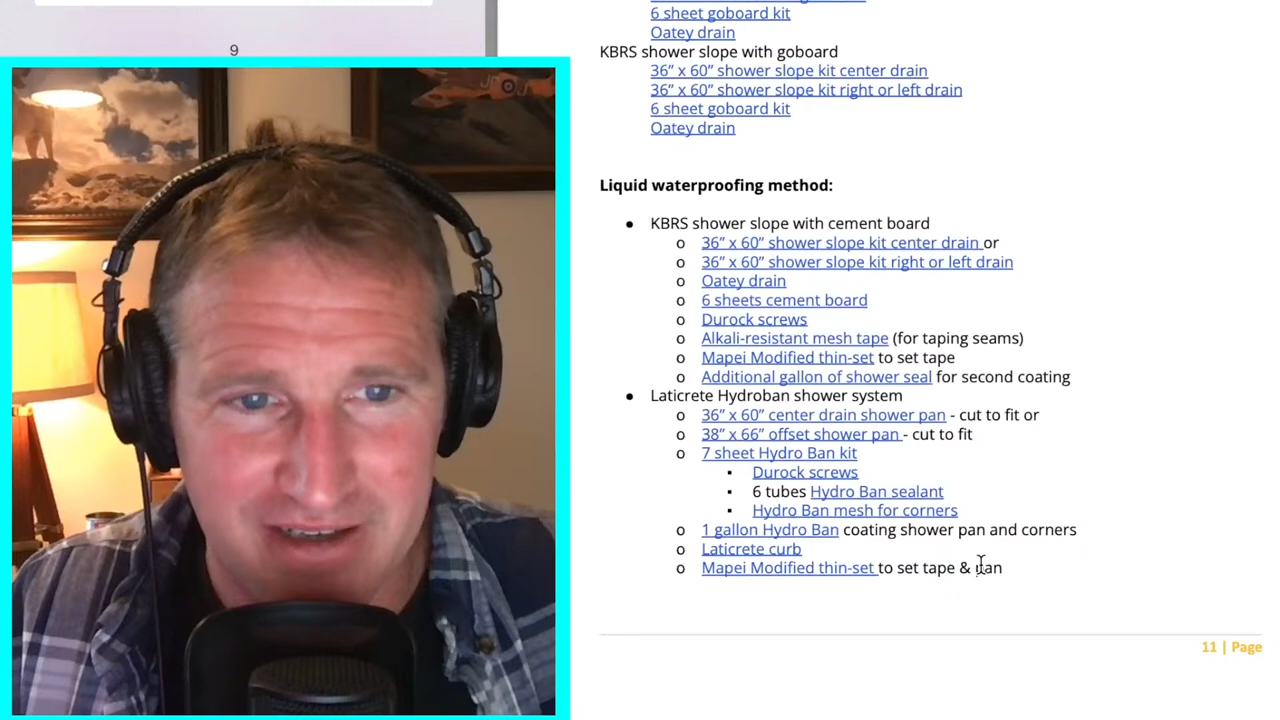 9
6 sheet goboard kit
Oatey drain
KBRS shower slope with goboard
36” x 60” shower slope kit center drain
36” x 60” shower slope kit right or left drain
6 sheet goboard kit
Oatey drain
Liquid waterproofing method:
● KBRS shower slope with cement board
o 36” x 60” shower slope kit center drain or
o 36” x 60” shower slope kit right or left drain
o Oatey drain
o 6 sheets cement board
o Durock screws
o Alkali-resistant mesh tape (for taping seams)
o Mapei Modified thin-set to set tape
o Additional gallon of shower seal for second coating
● Laticrete Hydroban shower system
o 36” x 60” center drain shower pan - cut to fit or
o 38” x 66” offset shower pan - cut to fit
o 7 sheet Hydro Ban kit
▪ Durock screws
▪ 6 tubes Hydro Ban sealant
▪ Hydro Ban mesh for corners
o 1 gallon Hydro Ban coating shower pan and corners
o Laticrete curb
o Mapei Modified thin-set to set tape & pan
11 | Page